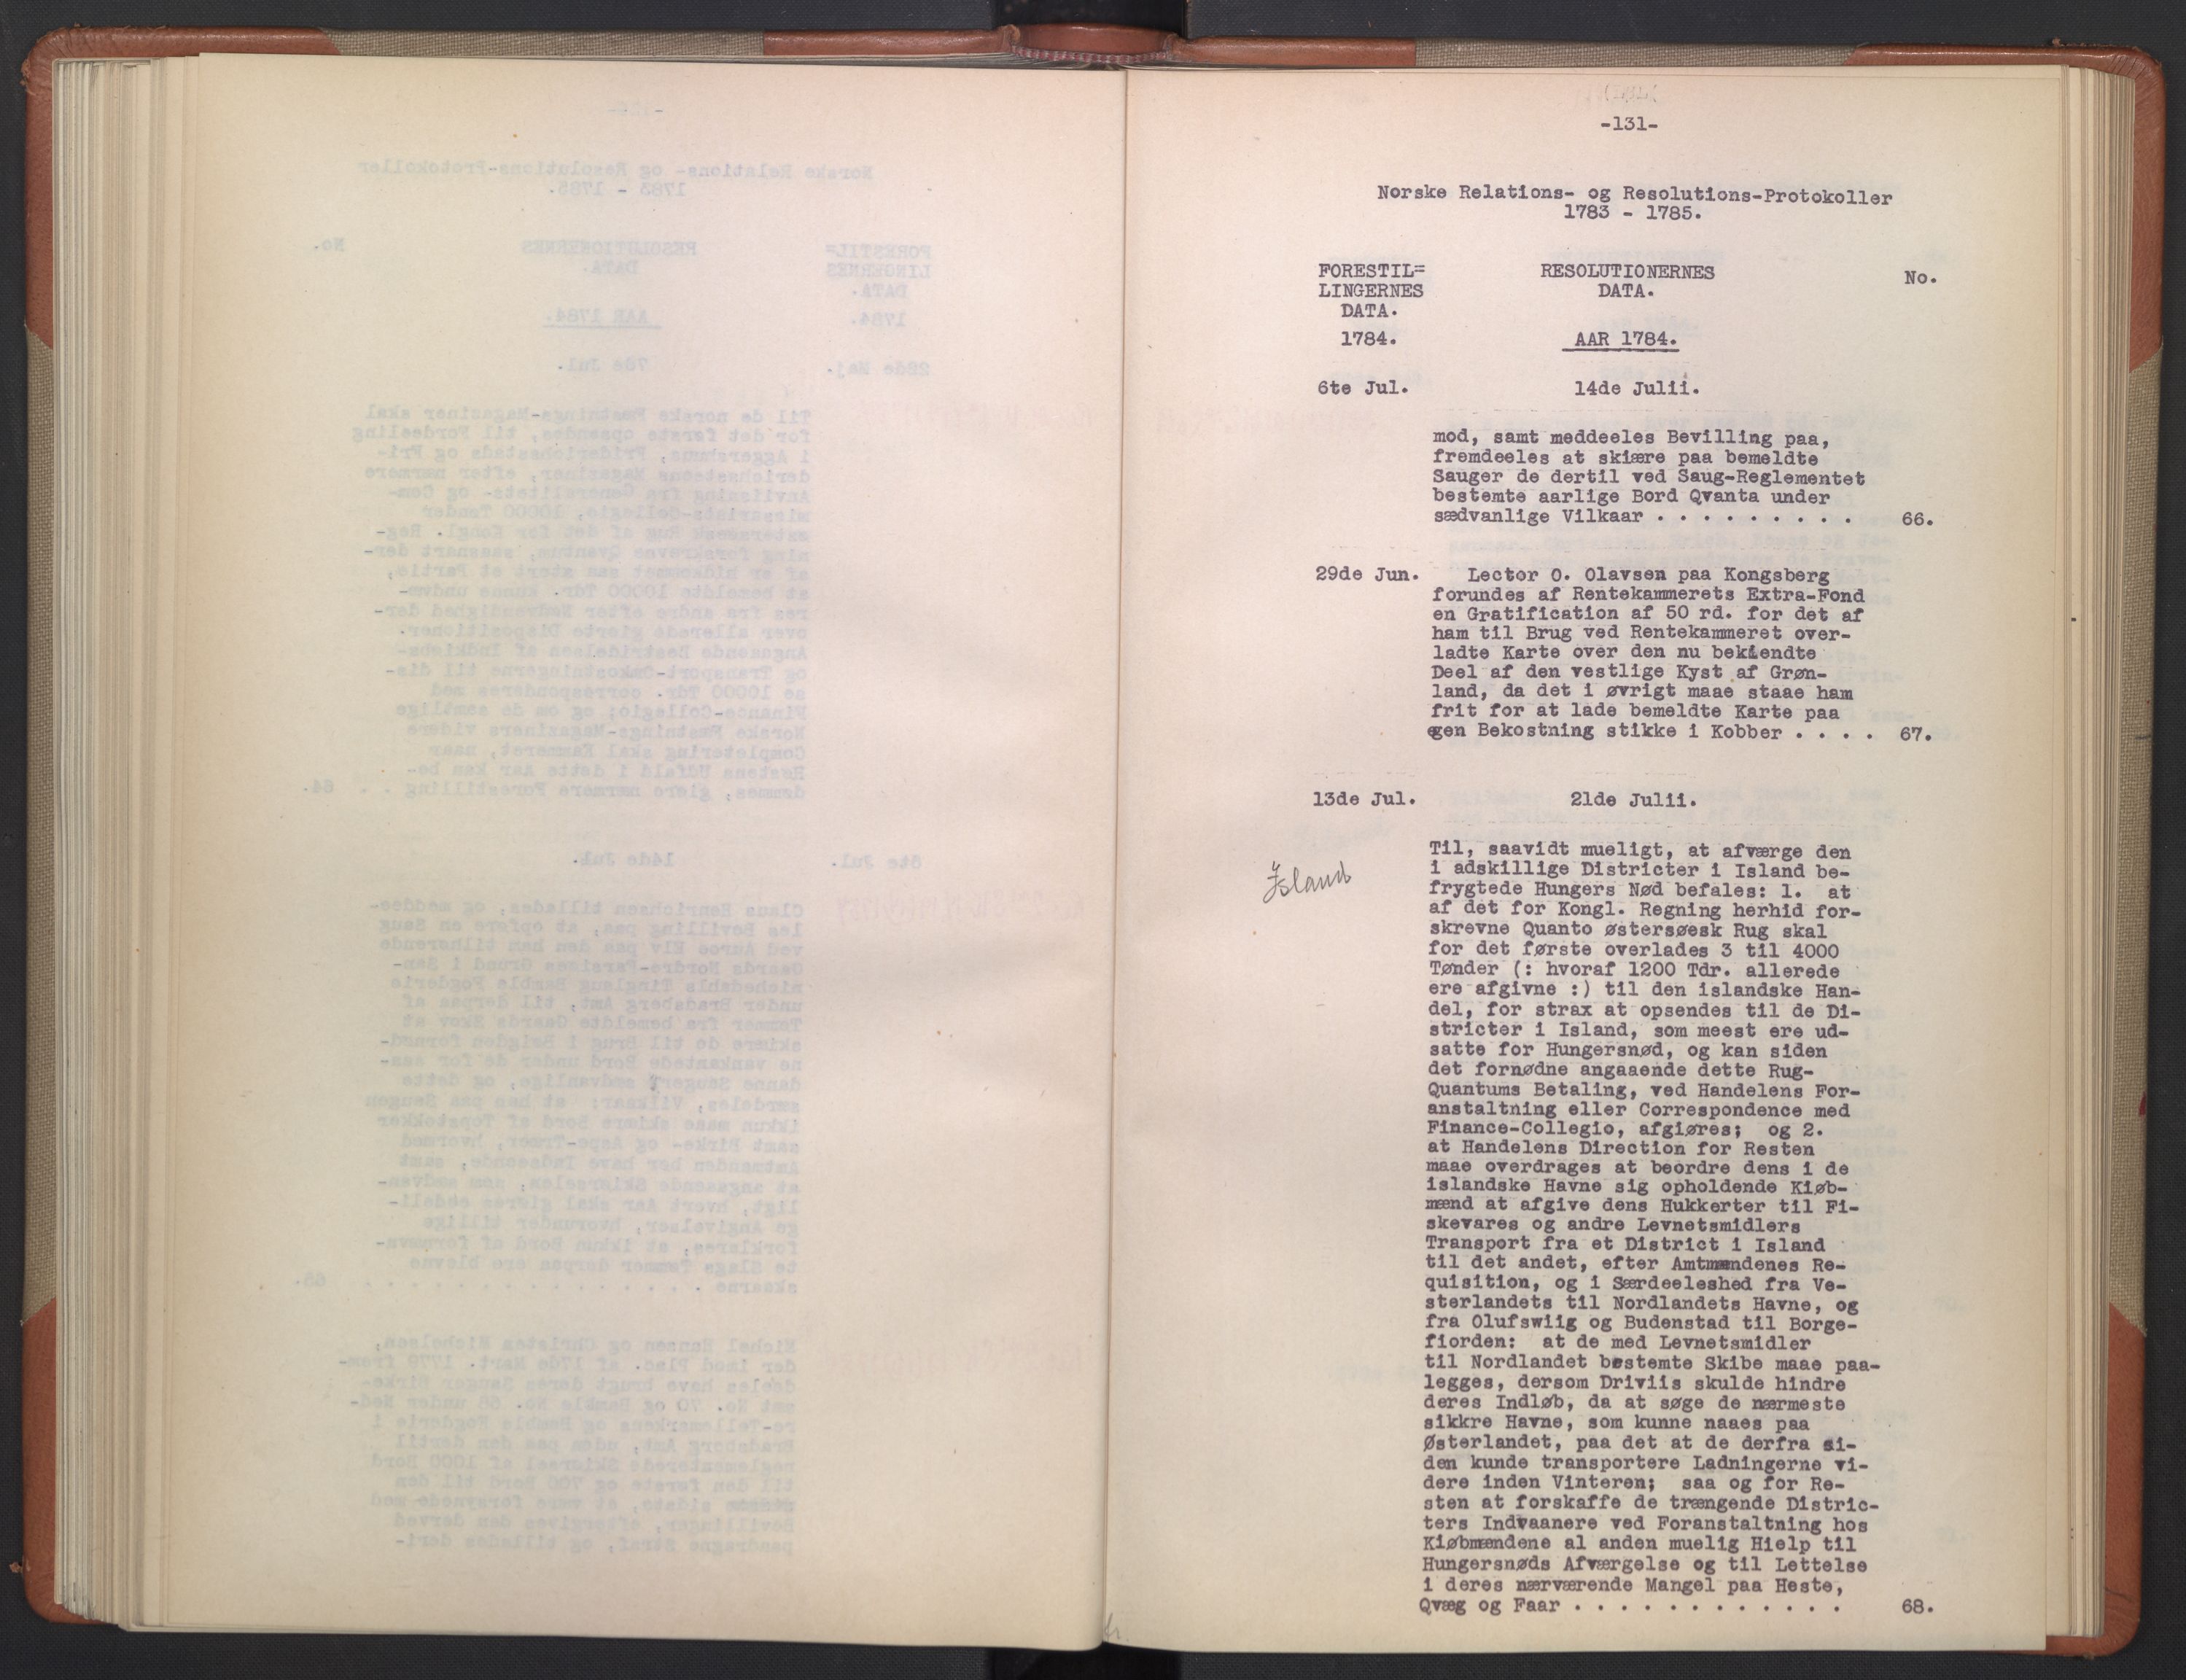 -131-
Norske Relations- og Resolutions-Protokoller
1783 - 1785.
FORESTIL=
LINGERNES
DATA.
RESOLUTIONERNES
DATA.
No.
1784.
AAR 1784.
6te Jul.
14de Julii.
mod, samt meddeeles Bevilling paa,
fremdeeles at skiære paa bemeldte
Sauger de dertil ved Saug-Reglementet
bestemte aarlige Bord Qvanta under
sædvanlige Vilkaar . . . . . . . . . 66.
29de Jun.
Lector O. Olavsen paa Kongsberg
forundes af Rentekammerets Extra-Fond
en Gratification af 50 rd. for det af
ham til Brug ved Rentekammeret over-
ladte Karte over den nu bekiendte
Deel af den vestlige Kyst af Grøn-
land, da det i øvrigt maae staae ham
frit for at lade bemeldte Karte paa
egen Bekostning stikke i Kobber . . . . 67.
13de Jul.
21de Julii.
Island
Til, saavidt mueligt, at afværge den
i adskillige Districter i Island be-
frygtede Hungers Nød befales: 1. at
af det for Kongl. Regning herhid for-
skrevne Quanto østersøesk Rug skal
for det første overlades 3 til 4000
Tønder (: hvoraf 1200 Tdr. allerede
ere afgivne :) til den islandske Han-
del, for strax at opsendes til de Di-
stricter i Island, som meest ere ud-
satte for Hungersnød, og kan siden
det fornødne angaaende dette Rug-
Quantums Betaling, ved Handelens For-
anstaltning eller Correspondence med
Finance-Collegio, afgiøres; og 2.
at Handelens Direction for Resten
maae overdrages at beordre dens i de
islandske Havne sig opholdende Kiøb-
mænd at afgive dens Hukkerter til Fi-
skevares og andre Levnetsmidlers
Transport fra et District i Island
til det andet, efter Amtmændenes Re-
quisition, og i Særdeeleshed fra Ve-
sterlandets til Nordlandets Havne, og
fra Olufswiig og Budenstad til Borge-
fiorden: at de med Levnetsmidler
til Nordlandet bestemte Skibe maae paa-
legges, dersom Driviis skulde hindre
deres Indløb, da at søge de nærmeste
sikkre Havne, som kunne naaes paa
Østerlandet, paa det at de derfra si-
den kunde transportere Ladningerne vi-
dere inden Vinteren; saa og for Re-
sten at forskaffe de trængende Distric-
ters Indvaanere ved Foranstaltning hos
Kiøbmændene al anden muelig Hielp til
Hungersnøds Afværgelse og til Lettelse
i deres nærværende Mangel paa Heste,
Qvæg og Faar . . . . . . . . . . . . 68.